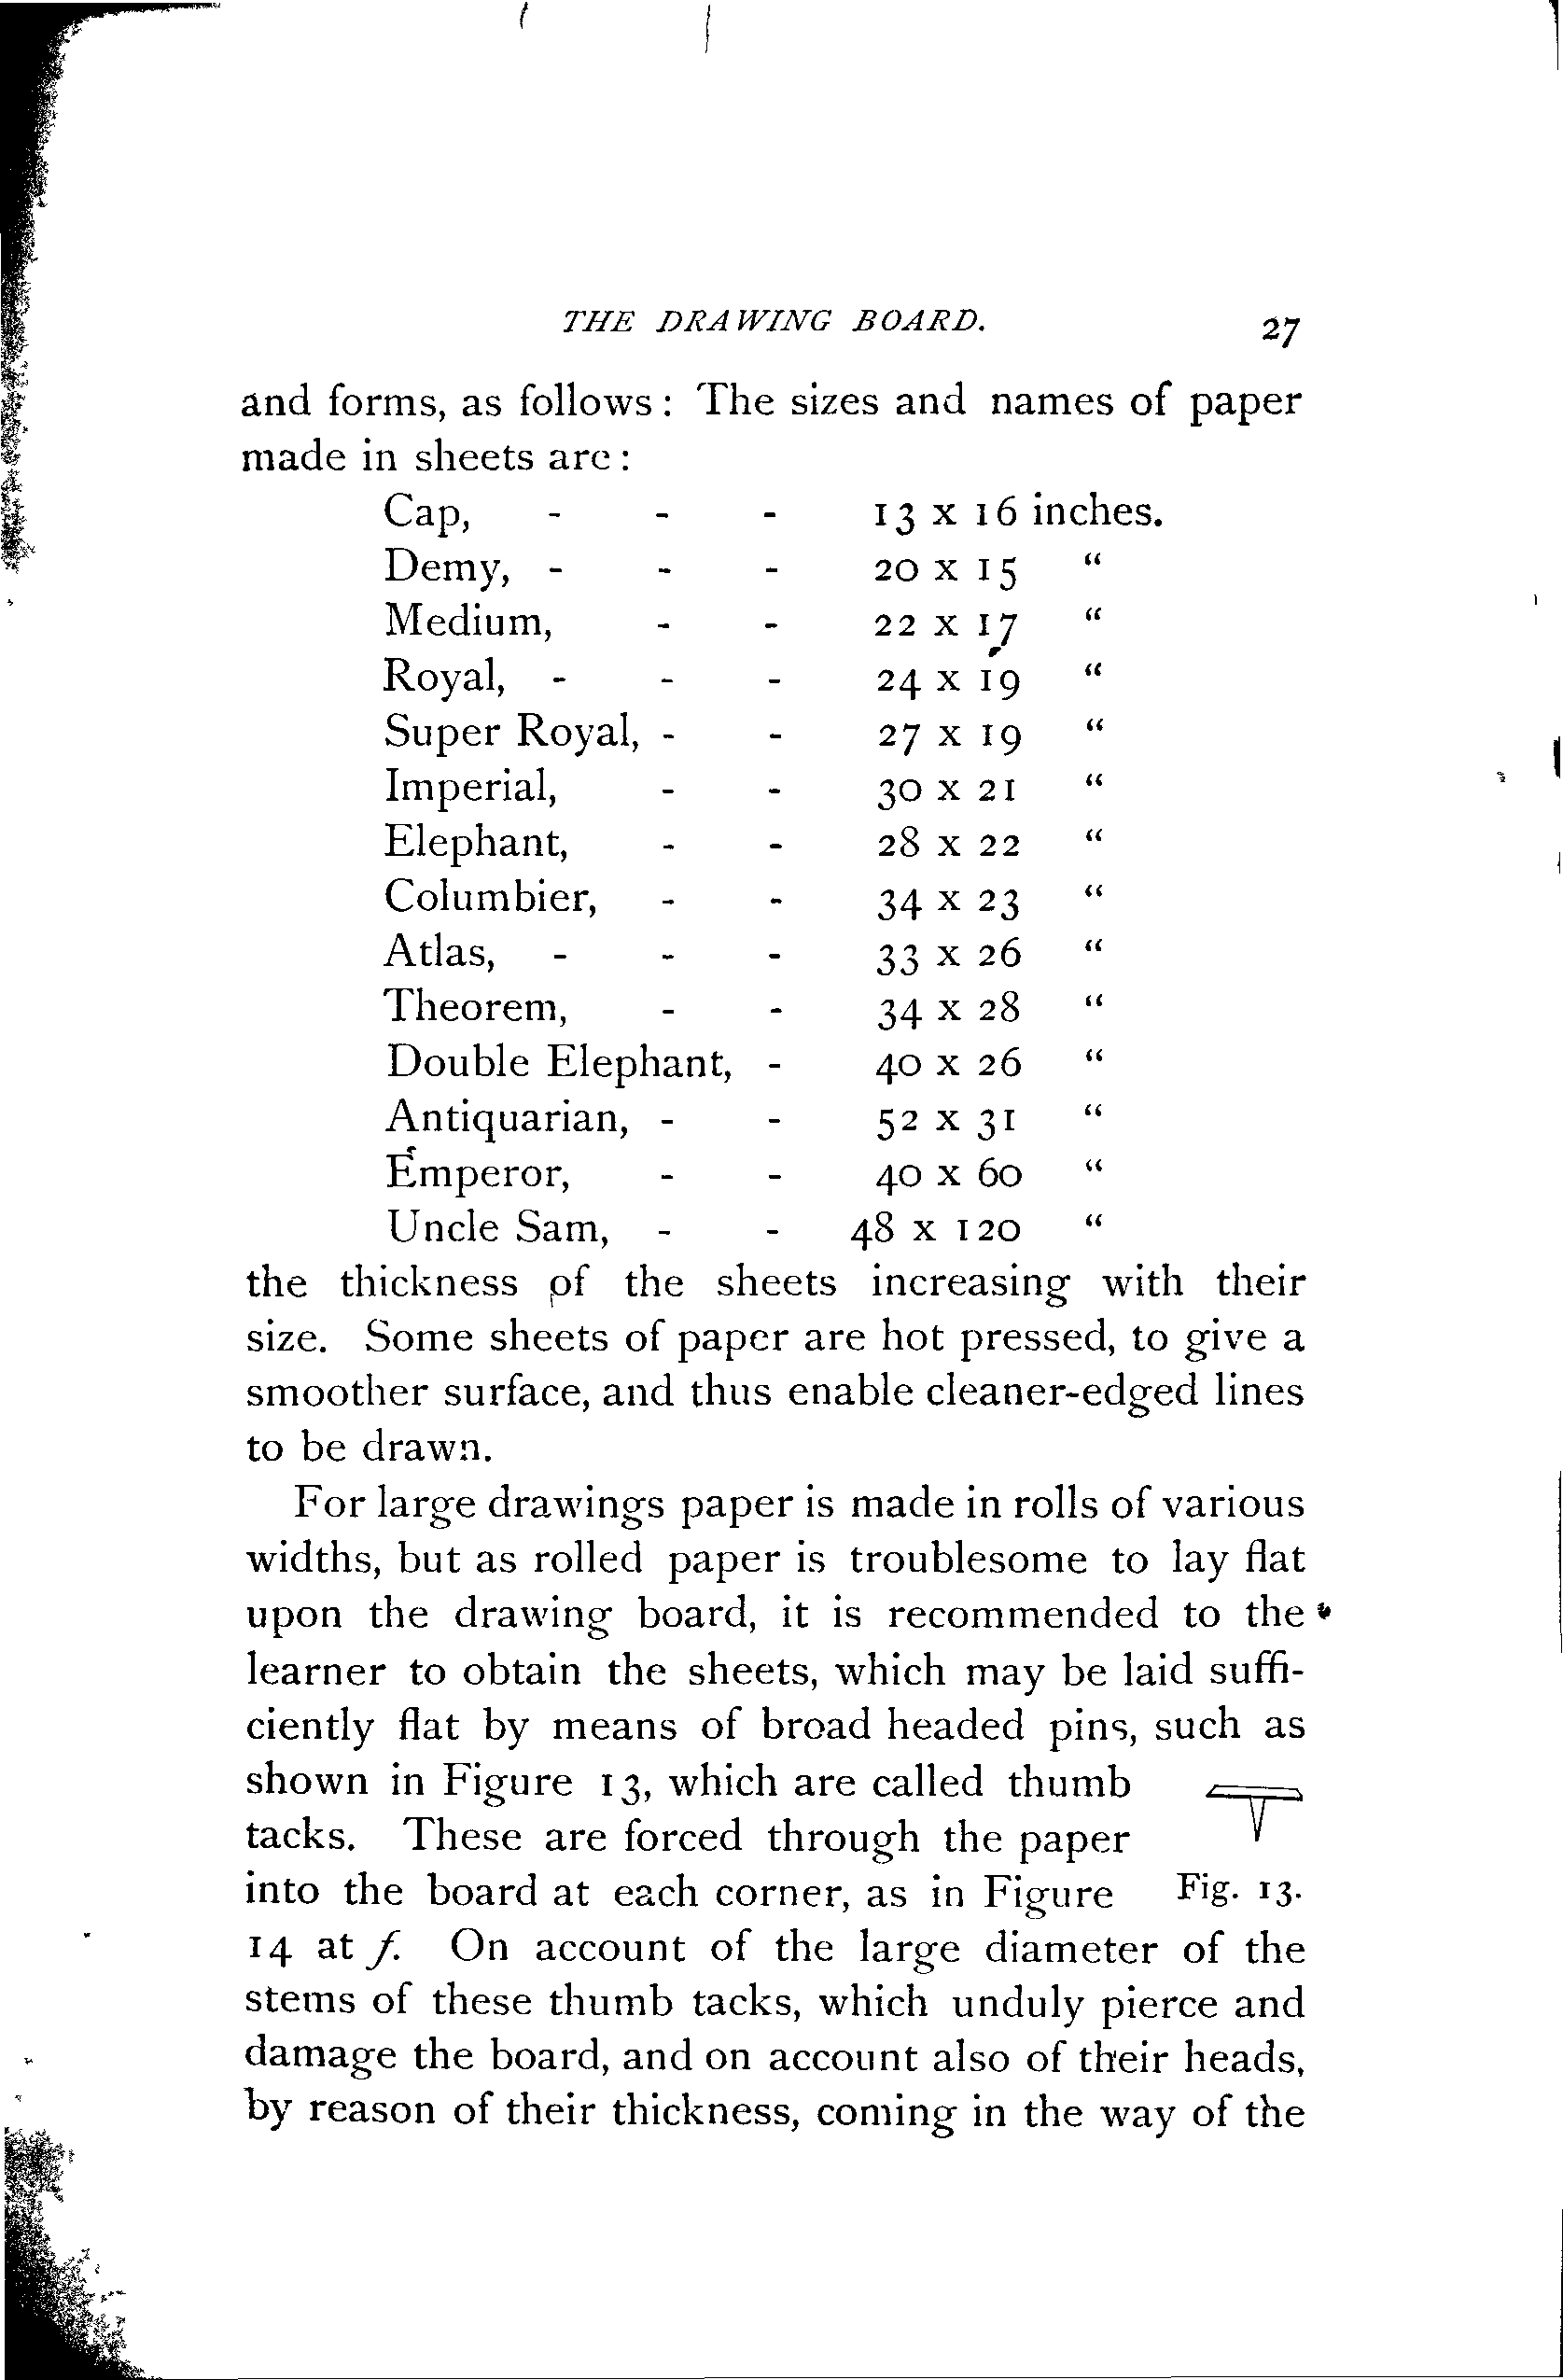 THE DRAWING BOARD. 27
and forms, as follows : The sizes and names of paper
made in sheets are :
Cap, - - - 13 x 16 inches.
Demy, - - - 20 x 15 “
Medium, - - 22 x 17 “
Royal, - - - 24 x 19 “
Super Royal, - - 27 x 19 “
Imperial, - - 30 x 21 “
Elephant, - - 28 x 22 “
Columbier, - - 34 x 23 “
Atlas, - - - 33 x 26 “
Theorem, - - 34 x 28 “
Double Elephant, - 40 x 26 “
Antiquarian, - - 52 x 31 “
Emperor, - - 40 x 60 “
Uncle Sam, - - 48 x 120 “
the thickness of the sheets increasing with their
size. Some sheets of paper are hot pressed, to give a
smoother surface, and thus enable cleaner-edged lines
to be drawn.
For large drawings paper is made in rolls of various
widths, but as rolled paper is troublesome to lay flat
upon the drawing board, it is recommended to the
learner to obtain the sheets, which may be laid suffi-
ciently flat by means of broad headed pins, such as
shown in Figure 13, which are called thumb
tacks. These are forced through the paper
into the board at each corner, as in Figure
Fig. 13.
14 at f. On account of the large diameter of the
stems of these thumb tacks, which unduly pierce and
damage the board, and on account also of their heads,
by reason of their thickness, coming in the way of the